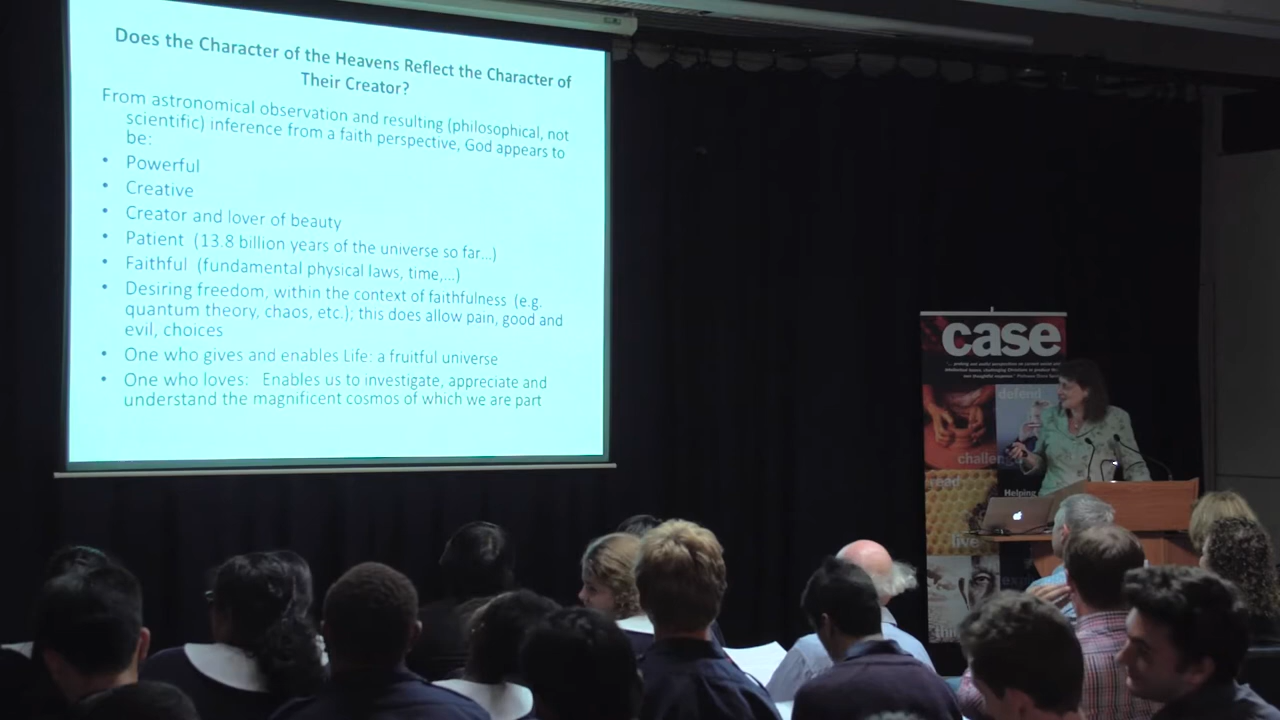 Does the Character of the Heavens Reflect the Character of
Their Creator?
From astronomical observation and resulting (philosophical, not
scientific) inference from a faith perspective, God appears to
be:
• Powerful
• Creative
• Creator and lover of beauty
• Patient (13.8 billion years of the universe so far...)
• Faithful (fundamental physical laws, time,...)
• Desiring freedom, within the context of faithfulness (e.g.
quantum theory, chaos, etc.); this does allow pain, good and
evil, choices
• One who gives and enables Life: a fruitful universe
• One who loves: Enables us to investigate, appreciate and
understand the magnificent cosmos of which we are part
case
defend
challen
read
Helping
live